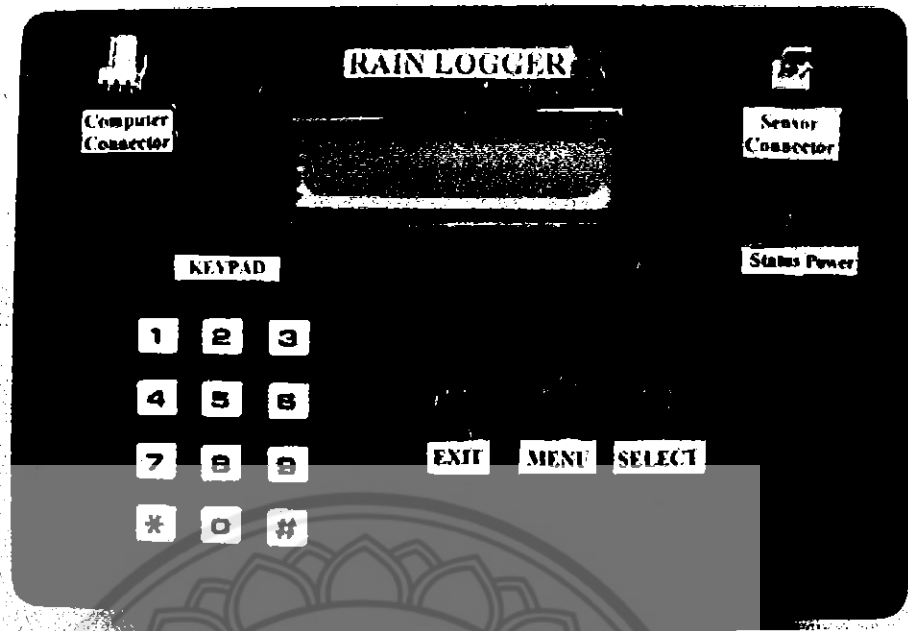 RAIN LOGGER
Computer
Connector
Sensor
Connector
KEYPAD
Status Power
1 2 3
4 5 6
7 8 9
* 0 #
EXIT MENU SELECT